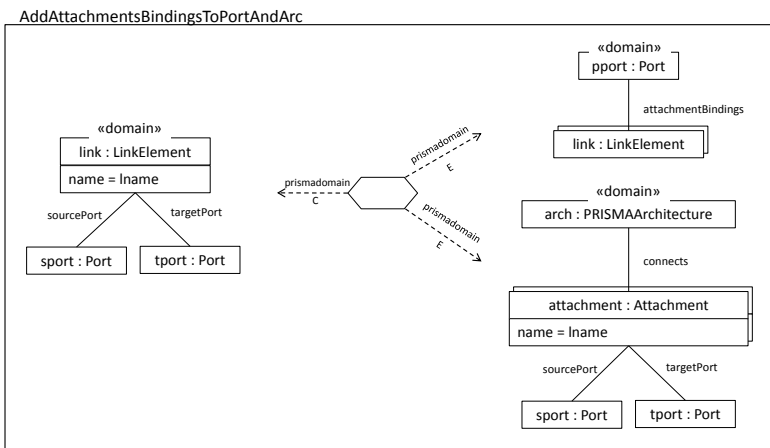 AddAttachmentsBindingsToPortAndArc
«domain»
link : LinkElement
name = lname
sourcePort
targetPort
sport : Port
tport : Port
prismadomain
C
prismadomain
E
prismadomain
E
«domain»
pport : Port
attachmentBindings
link : LinkElement
«domain»
arch : PRISMAArchitecture
connects
attachment : Attachment
name = lname
sourcePort
targetPort
sport : Port
tport : Port